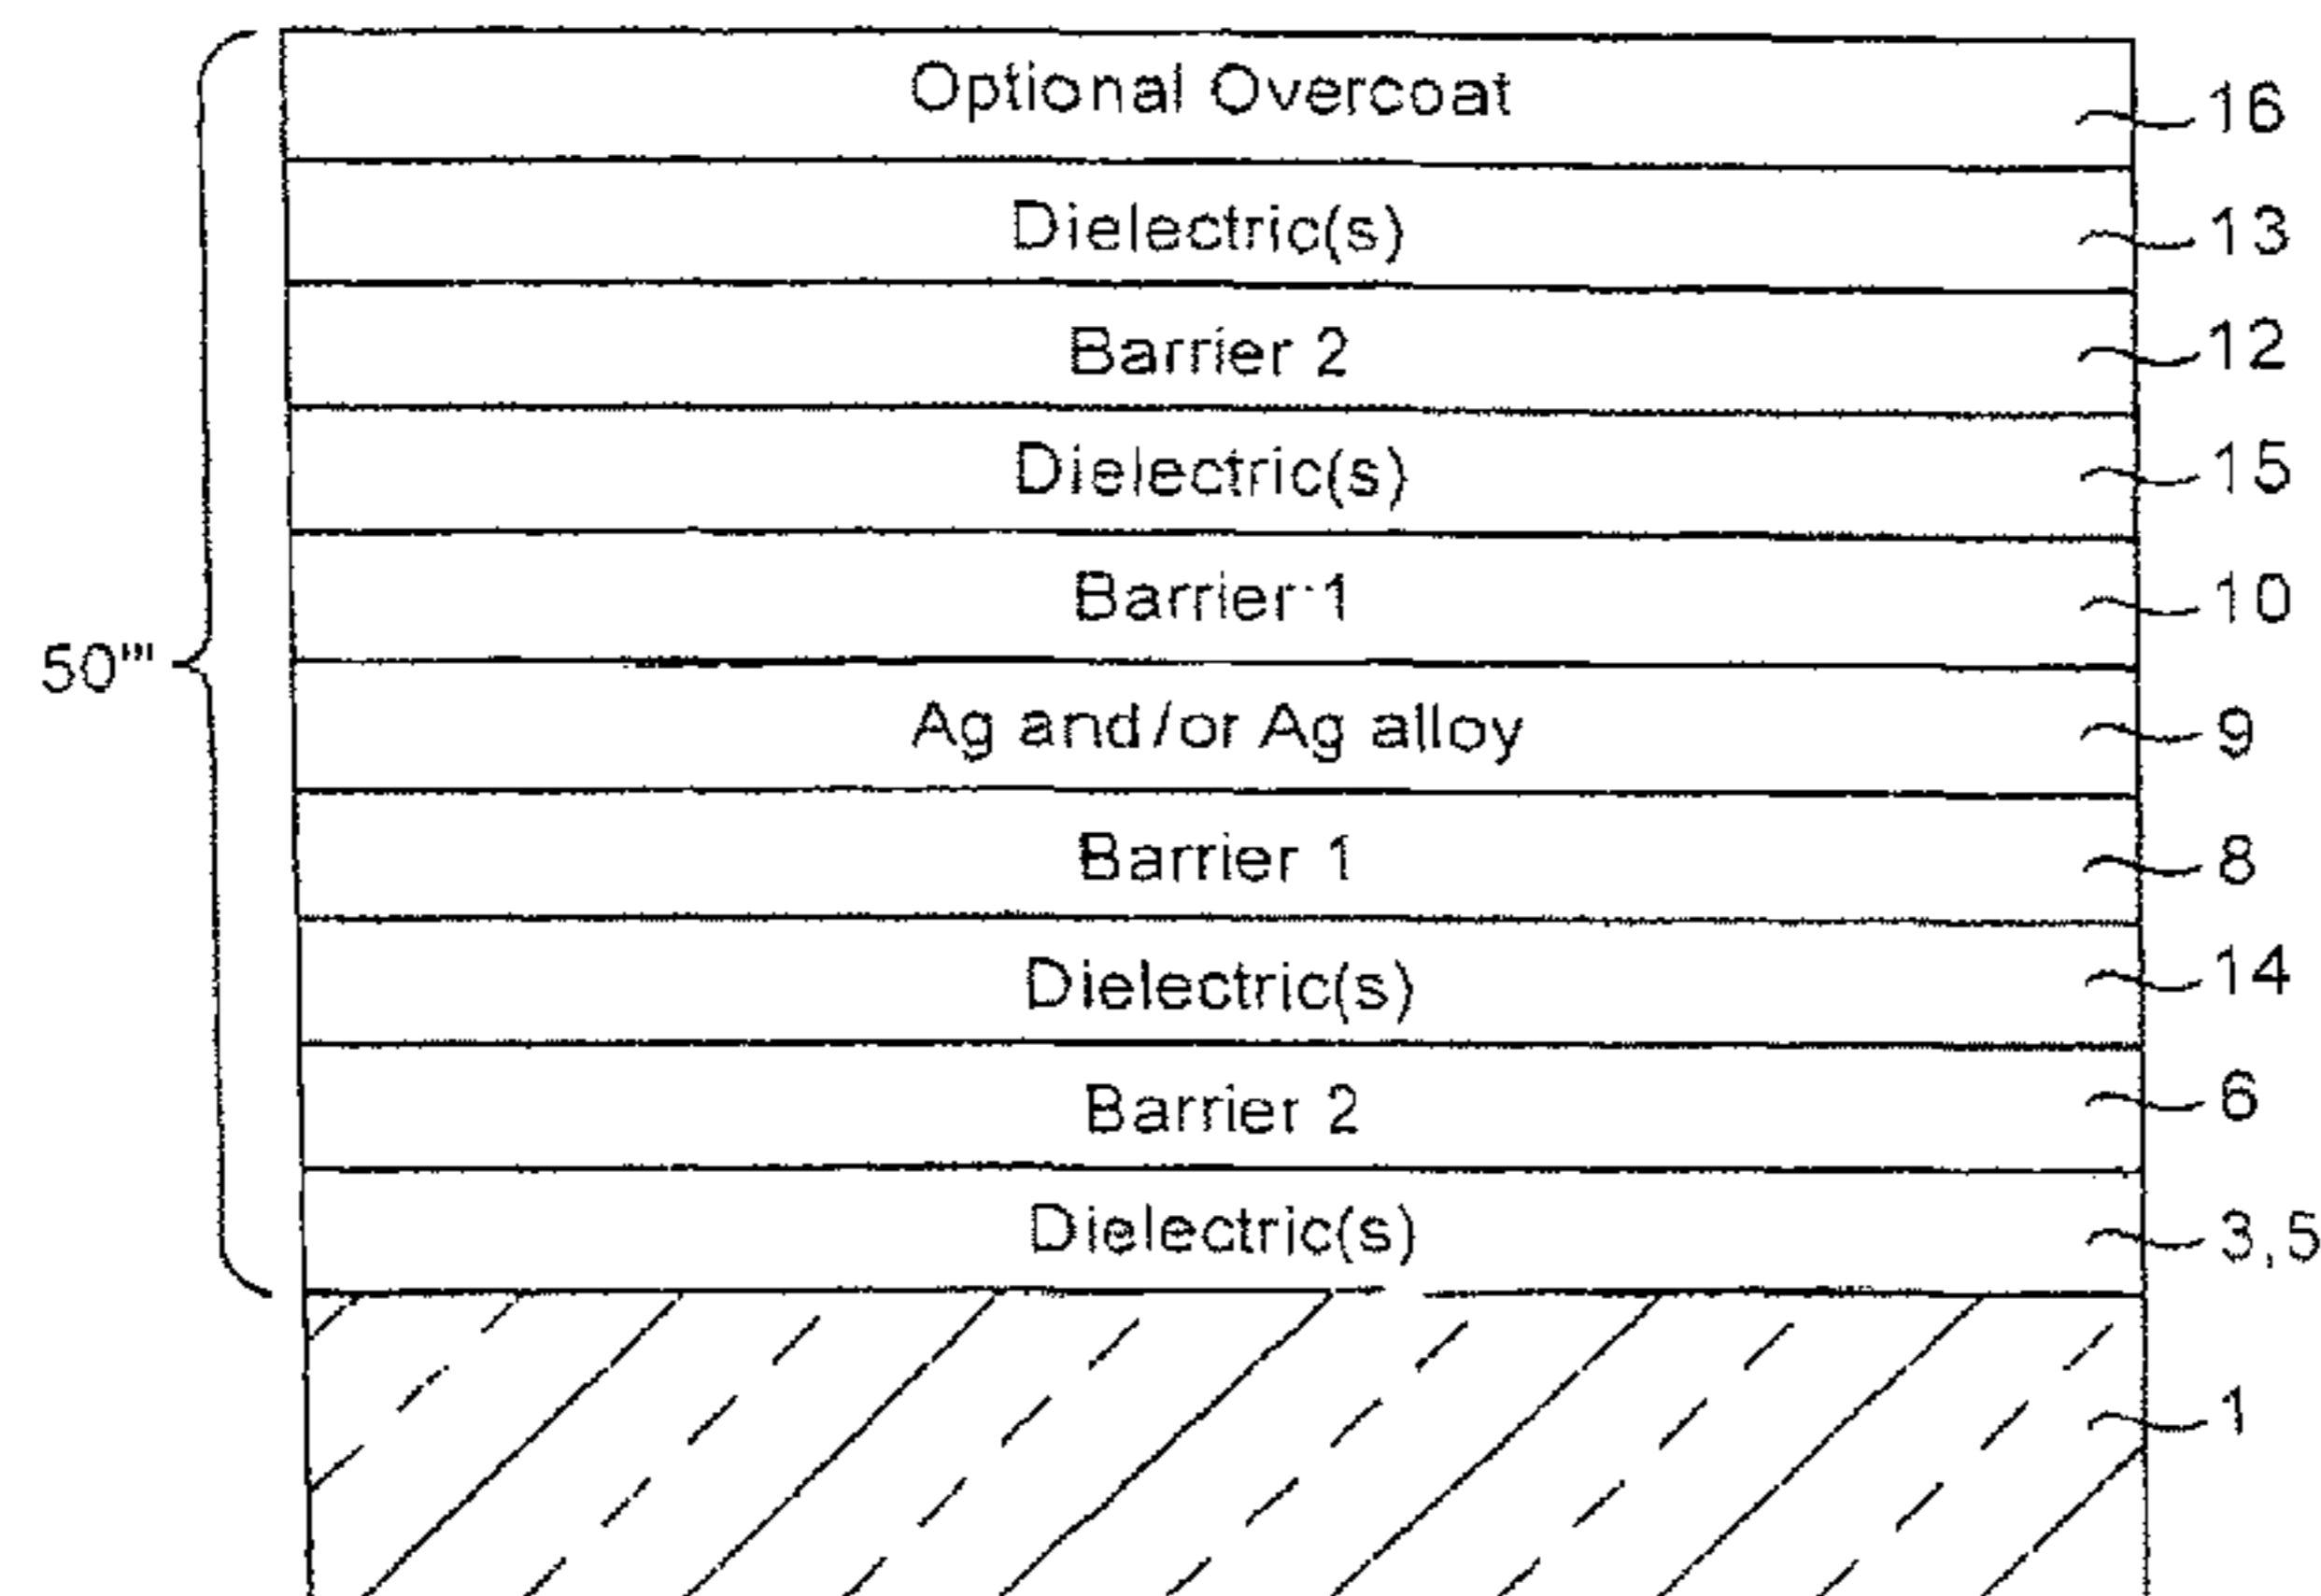 Optional Overcoat 16
Dielectric(s) 13
Barrier 2 12
Dielectric(s) 15
Barrier 1 10
50'''
Ag and/or Ag alloy 9
Barrier 1 8
Dielectric(s) 14
Barrier 2 6
Dielectric(s) 3,5
1